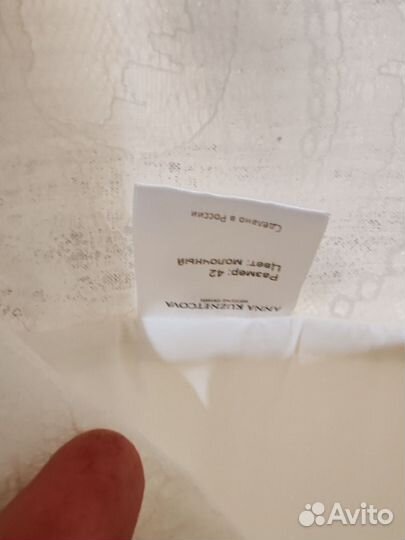 ANNA KUZNETCOVA
Размер: 42
Цвет: молочный
Сделано в России
Avito